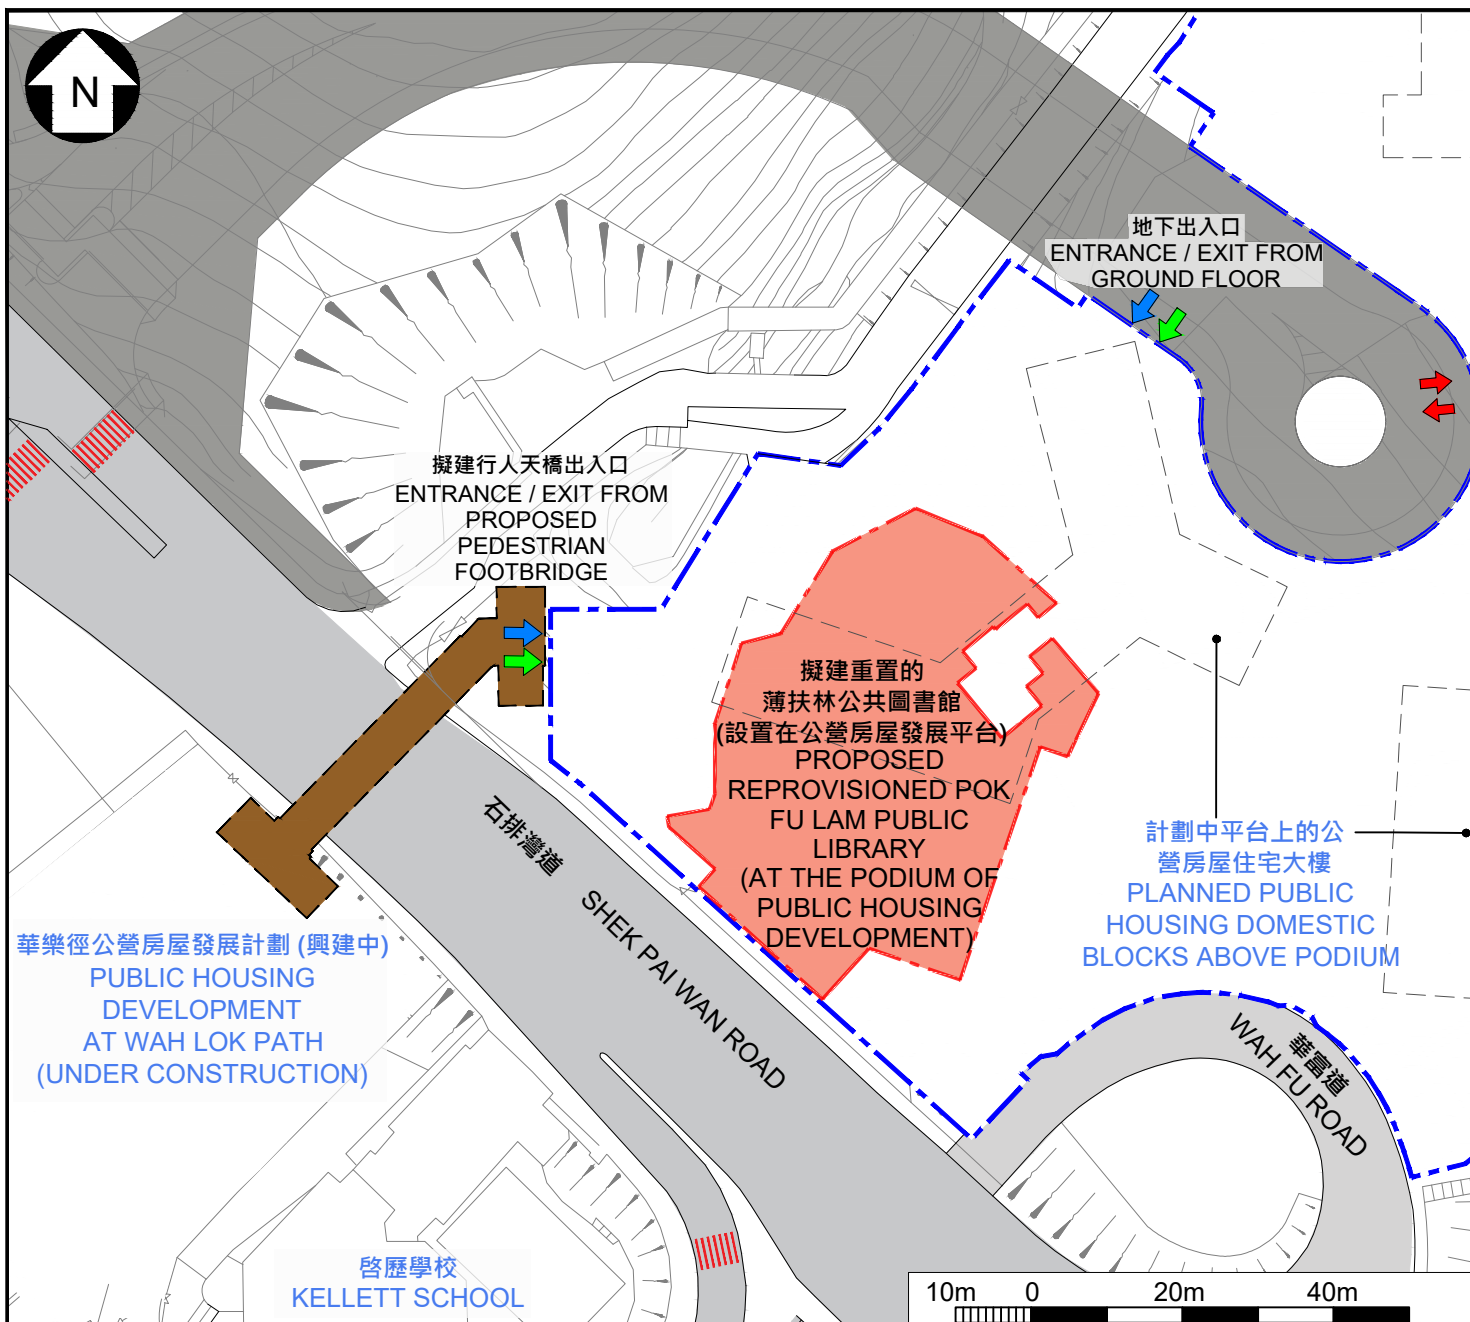 N
地下出入口
ENTRANCE / EXIT FROM
GROUND FLOOR
擬建行人天橋出入口
ENTRANCE / EXIT FROM
PROPOSED
PEDESTRIAN
FOOTBRIDGE
擬建重置的
薄扶林公共圖書館
(設置在公營房屋發展平台)
PROPOSED
REPROVISIONED POK
FU LAM PUBLIC
LIBRARY
(AT THE PODIUM OF
PUBLIC HOUSING
DEVELOPMENT)
石排灣道 SHEK PAI WAN ROAD
計劃中平台上的公
營房屋住宅大樓
PLANNED PUBLIC
HOUSING DOMESTIC
BLOCKS ABOVE PODIUM
華樂徑公營房屋發展計劃 (興建中)
PUBLIC HOUSING
DEVELOPMENT
AT WAH LOK PATH
(UNDER CONSTRUCTION)
華富道
WAH FU ROAD
啓歷學校
KELLETT SCHOOL
10m 0 20m 40m